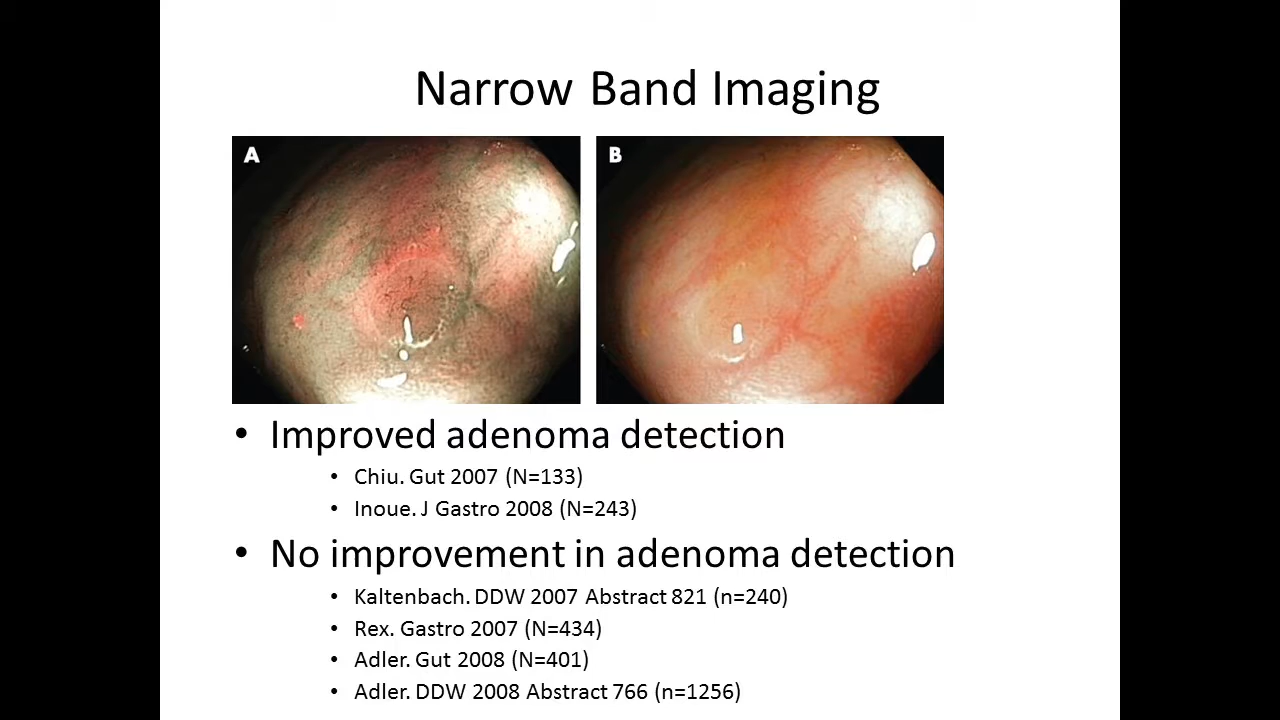 Narrow Band Imaging
A
B
• Improved adenoma detection
• Chiu. Gut 2007 (N=133)
• Inoue. J Gastro 2008 (N=243)
• No improvement in adenoma detection
• Kaltenbach. DDW 2007 Abstract 821 (n=240)
• Rex. Gastro 2007 (N=434)
• Adler. Gut 2008 (N=401)
• Adler. DDW 2008 Abstract 766 (n=1256)